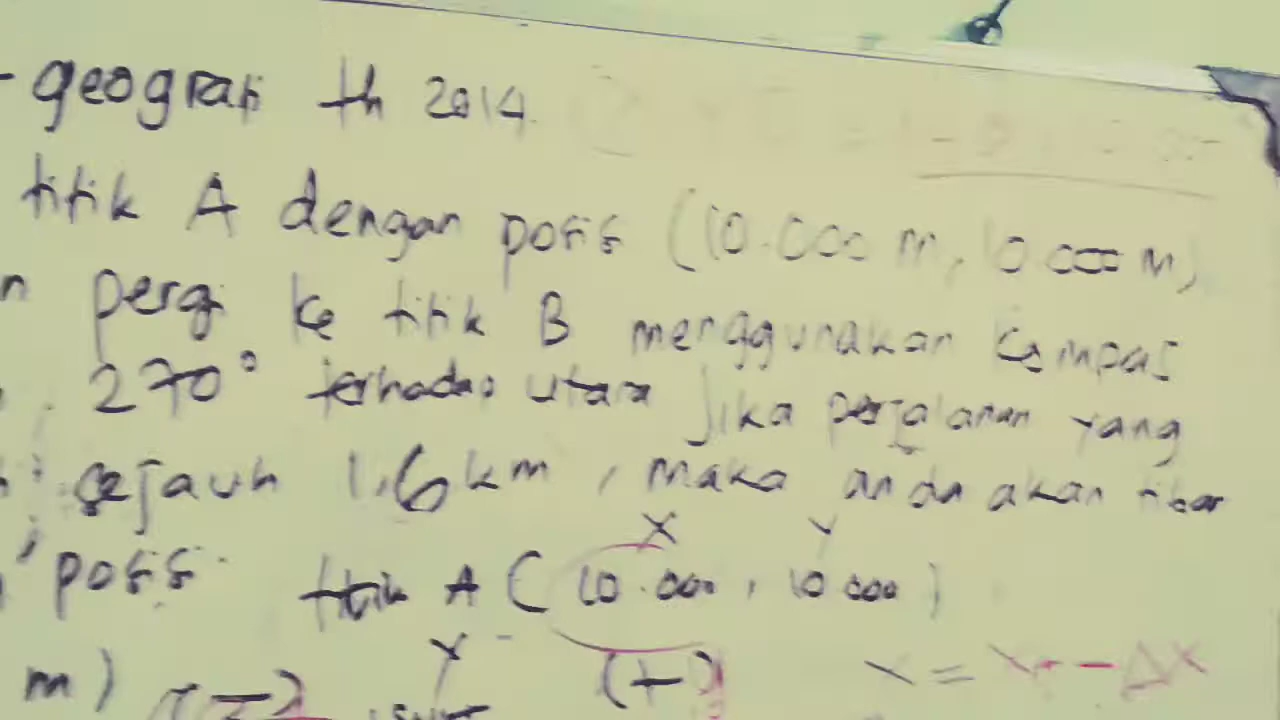 - geografi th 2014
titik A dengan posisi (10.000 m, 10.000 m)
n pergi ke titik B menggunakan kompas
270° terhadap utara Jika perjalanan yang
sejauh 1,6 km, maka anda akan tiba
posisi titik A (10.000, 10.000)
X Y
m) (-) Y (+) X = X - ΔX